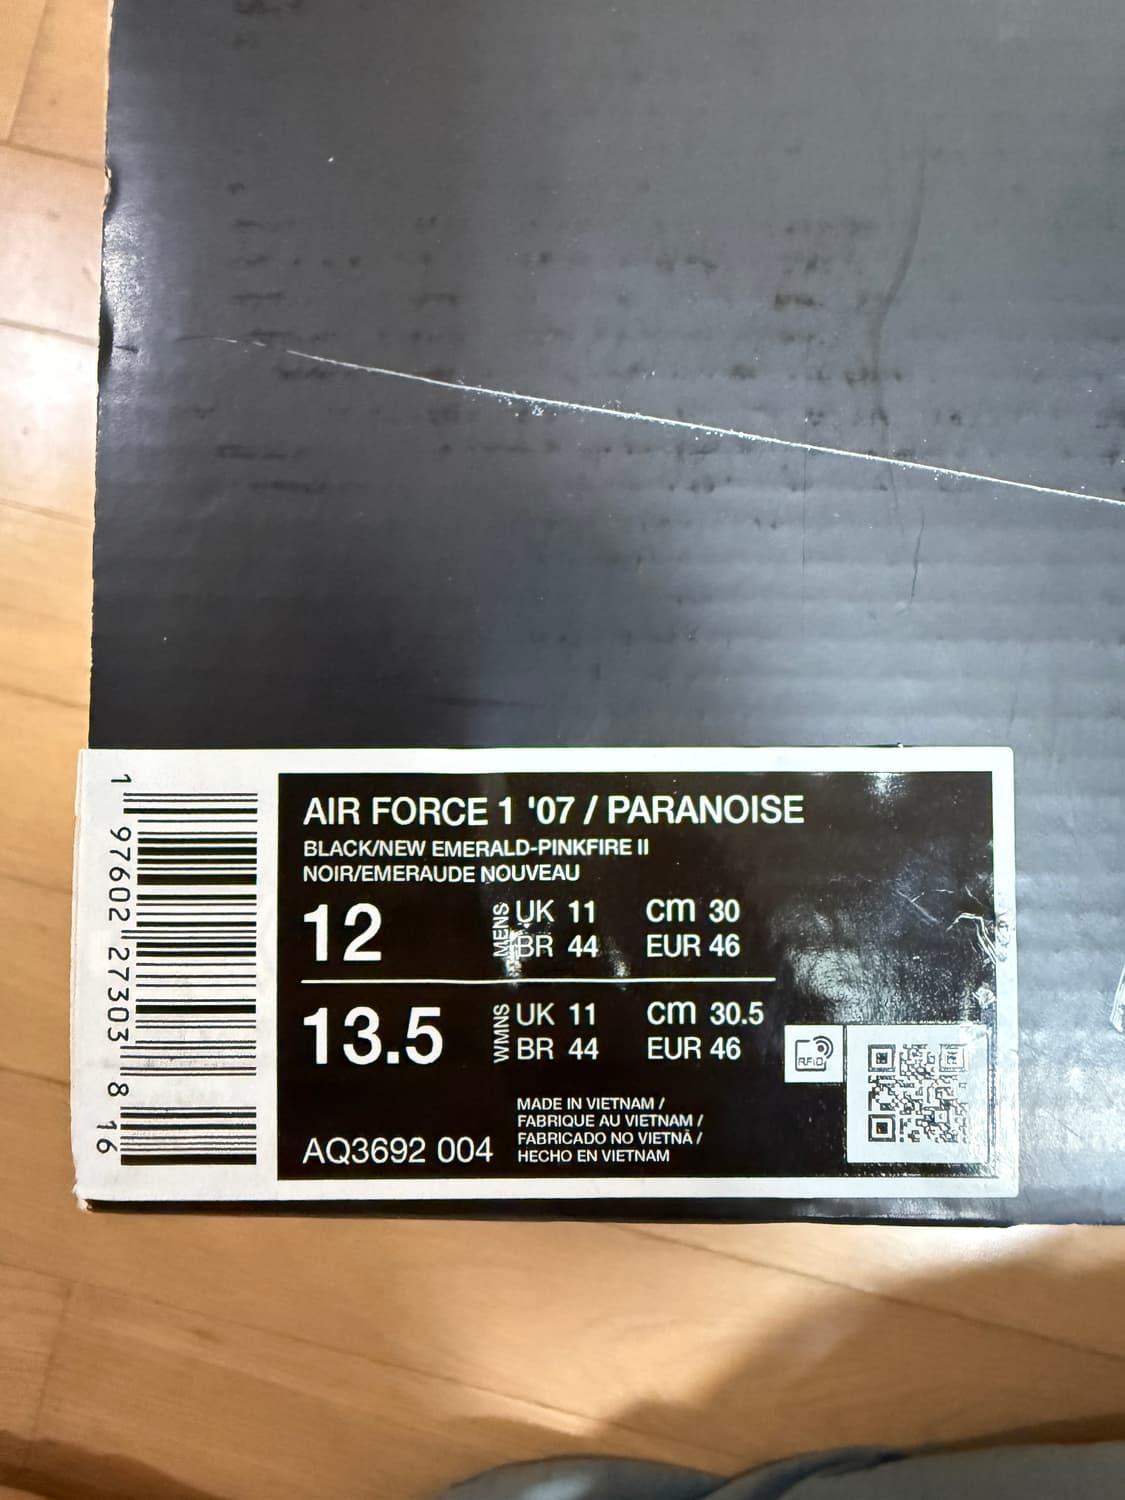 AIR FORCE 1 '07 / PARANOISE
BLACK/NEW EMERALD-PINKFIRE II
NOIR/EMERAUDE NOUVEAU
12
MENS
UK 11 cm 30
BR 44 EUR 46
13.5
WMNS
UK 11 cm 30.5
BR 44 EUR 46
RFID
MADE IN VIETNAM /
FABRIQUE AU VIETNAM /
FABRICADO NO VIETNÃ /
HECHO EN VIETNAM
AQ3692 004
1 97602 27303 8 16